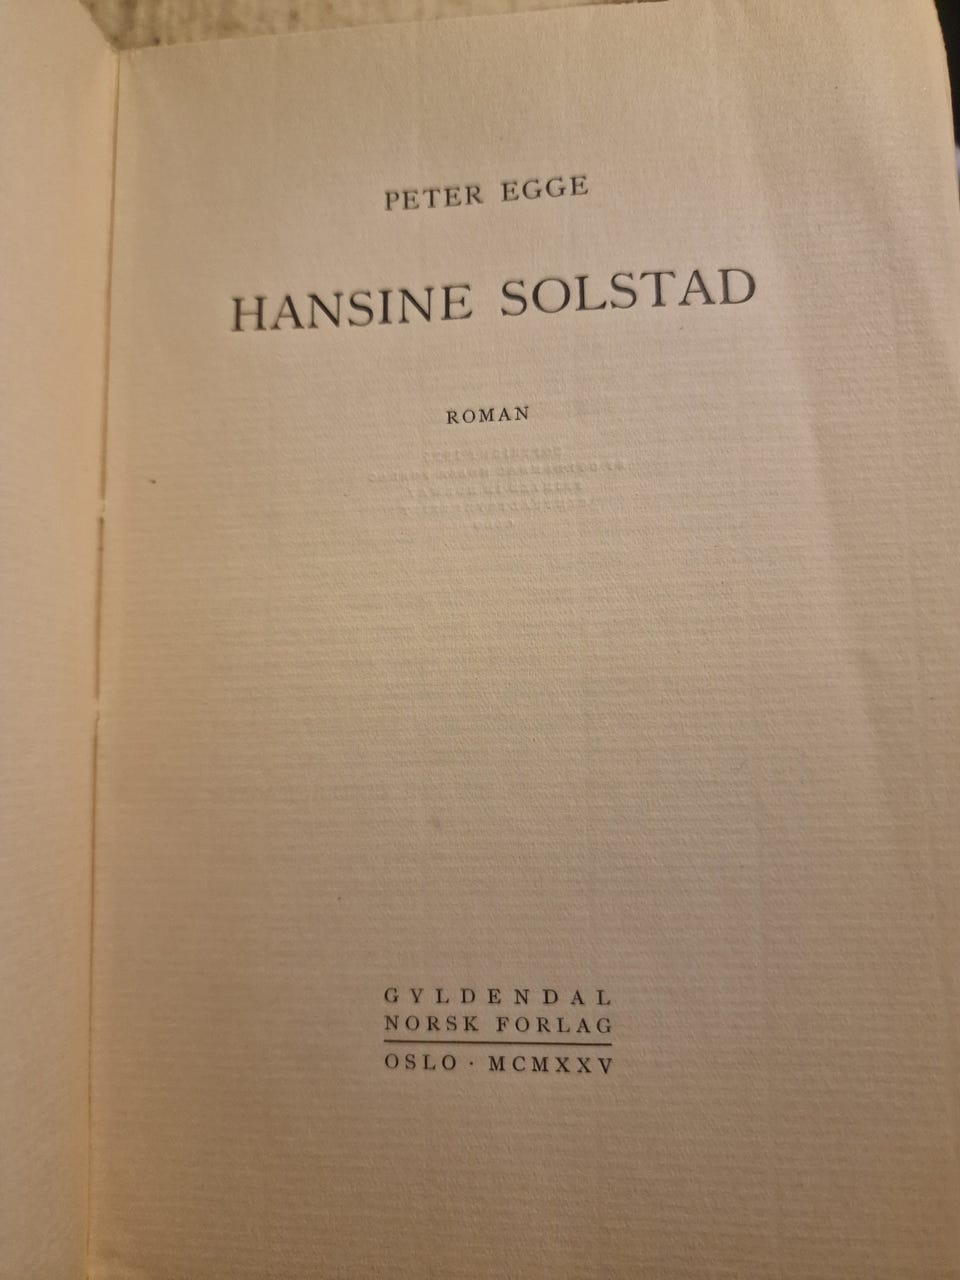 PETER EGGE
HANSINE SOLSTAD
ROMAN
GYLDENDAL
NORSK FORLAG
OSLO · MCMXXV